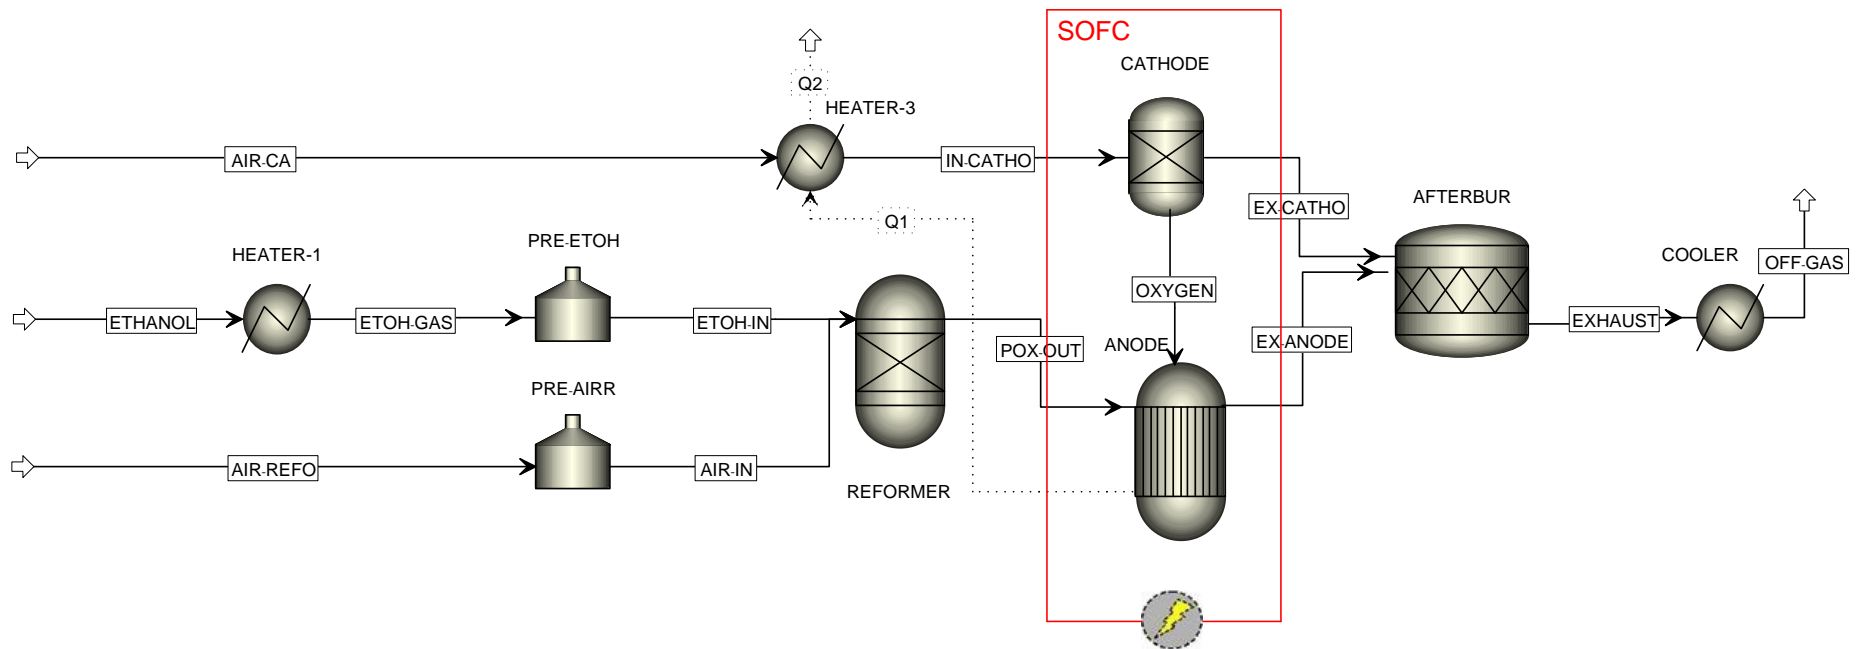 SOFC
CATHODE
Q2
HEATER-3
AIR-CA
IN-CATHO
EX-CATHO
AFTERBUR
Q1
PRE-ETOH
HEATER-1
COOLER
OFF-GAS
OXYGEN
ETHANOL
ETOH-GAS
ETOH-IN
EXHAUST
POX-OUT
ANODE
EX-ANODE
PRE-AIRR
AIR-REFO
AIR-IN
REFORMER